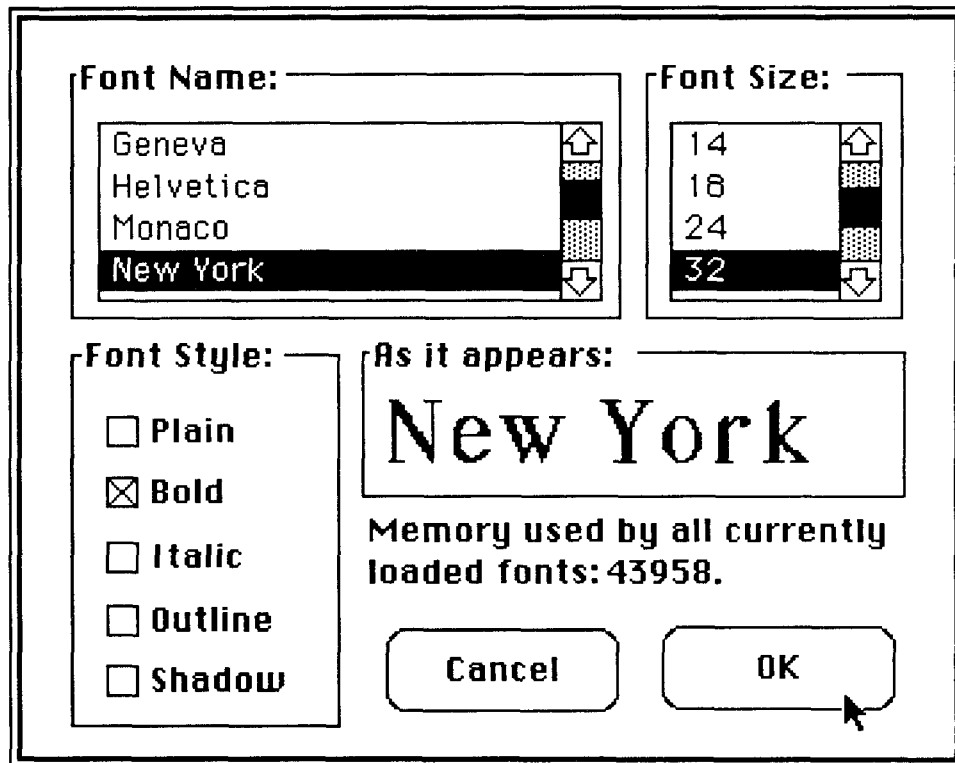 Font Name:
Geneva
Helvetica
Monaco
New York
Font Size:
14
18
24
32
Font Style:
Plain
Bold
Italic
Outline
Shadow
As it appears:
New York
Memory used by all currently
loaded fonts: 43958.
Cancel
OK